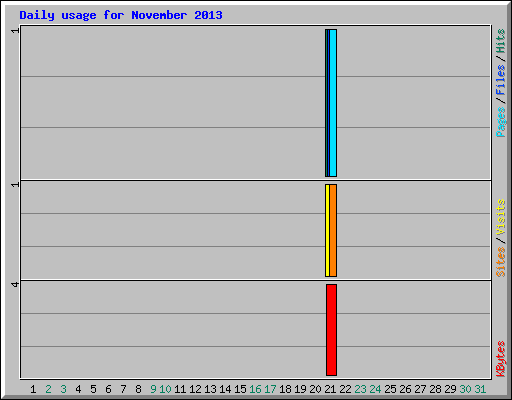 Daily usage for November 2013
1
1
4
Pages/Files/Hits
Sites/Visits
KBytes
1 2 3 4 5 6 7 8 9 10 11 12 13 14 15 16 17 18 19 20 21 22 23 24 25 26 27 28 29 30 31